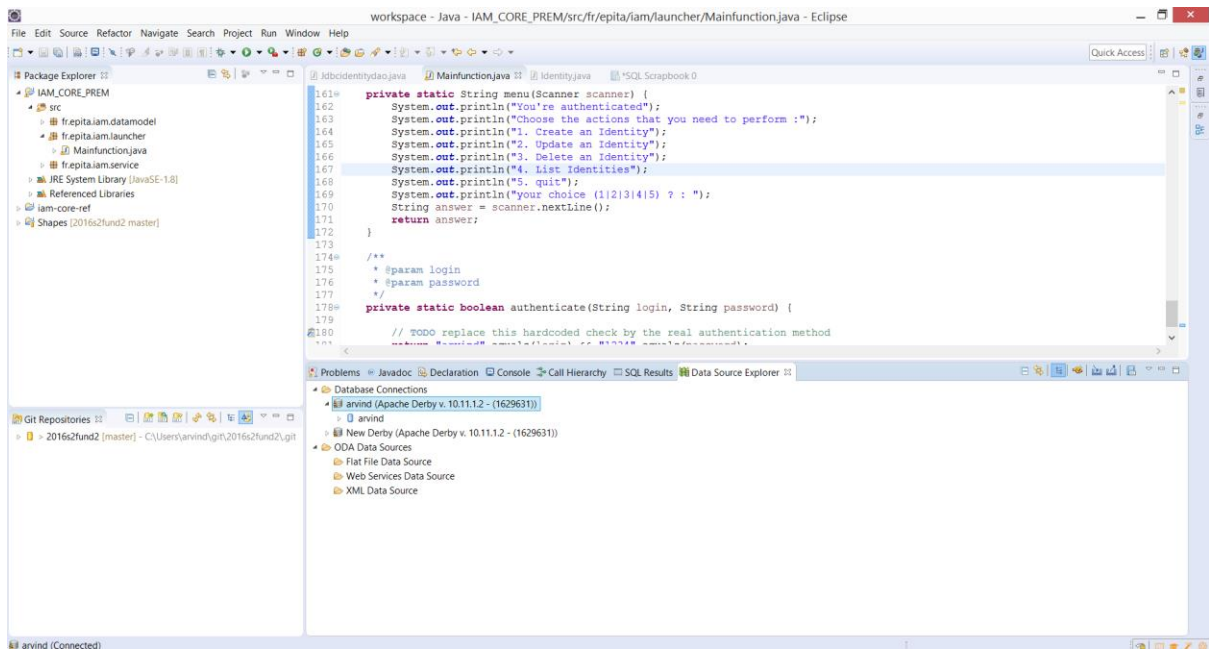 workspace - Java - IAM_CORE_PREM/src/fr/epita/iam/launcher/Mainfunction.java - Eclipse
File Edit Source Refactor Navigate Search Project Run Window Help
Quick Access
Package Explorer
IAM_CORE_PREM
src
fr.epita.iam.datamodel
fr.epita.iam.launcher
Mainfunction.java
fr.epita.iam.service
JRE System Library [JavaSE-1.8]
Referenced Libraries
iam-core-ref
Shapes [2016s2fund2 master]
Git Repositories
> 2016s2fund2 [master] - C:\Users\arvind\git\2016s2fund2\.git
Jdbcidentitydao.java Mainfunction.java Identity.java *SQL Scrapbook 0
161 private static String menu(Scanner scanner) {
162 System.out.println("You're authenticated");
163 System.out.println("Choose the actions that you need to perform :");
164 System.out.println("1. Create an Identity");
165 System.out.println("2. Update an Identity");
166 System.out.println("3. Delete an Identity");
167 System.out.println("4. List Identities");
168 System.out.println("5. quit");
169 System.out.println("your choice (1|2|3|4|5) ? : ");
170 String answer = scanner.nextLine();
171 return answer;
172 }
173
174 /**
175 * @param login
176 * @param password
177 */
178 private static boolean authenticate(String login, String password) {
179
180 // TODO replace this hardcoded check by the real authentication method
Problems Javadoc Declaration Console Call Hierarchy SQL Results Data Source Explorer
Database Connections
arvind (Apache Derby v. 10.11.1.2 - (1629631))
arvind
New Derby (Apache Derby v. 10.11.1.2 - (1629631))
ODA Data Sources
Flat File Data Source
Web Services Data Source
XML Data Source
arvind (Connected)